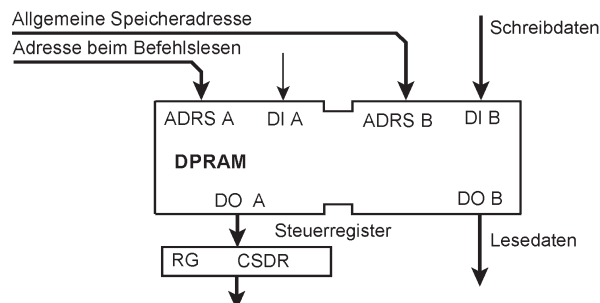 Allgemeine Speicheradresse
Schreibdaten
Adresse beim Befehlslesen
ADRS A DI A ADRS B DI B
DPRAM
DO A DO B
Steuerregister
Lesedaten
RG CSDR